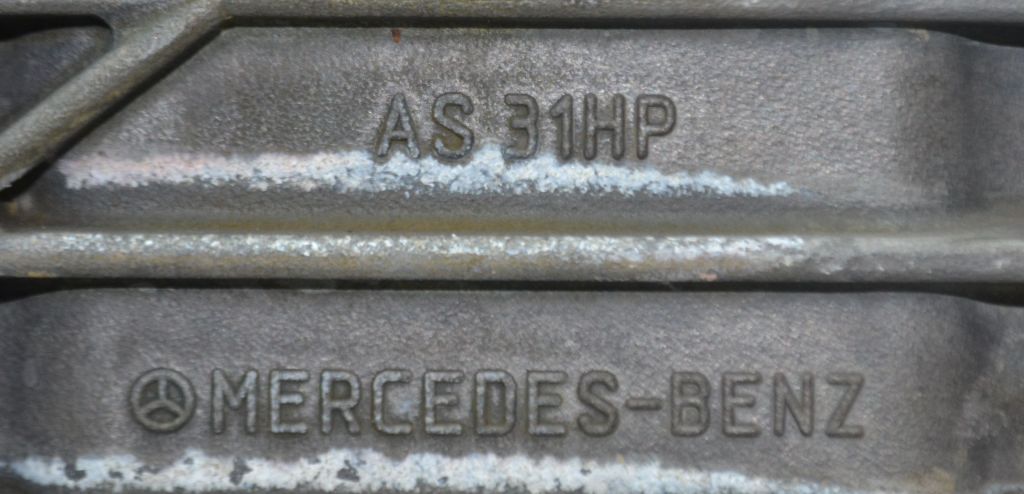 AS 31HP
MERCEDES-BENZ